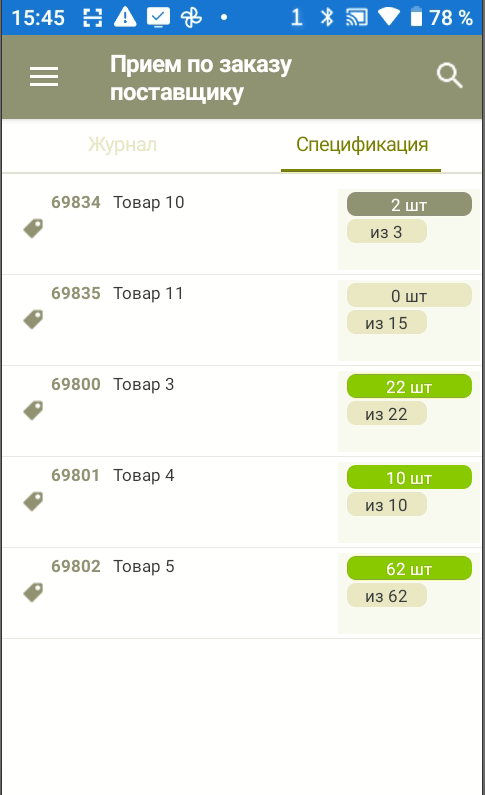 15:45 1 78 %
Прием по заказу
поставщику
Журнал Спецификация
69834 Товар 10 2 шт
из 3
69835 Товар 11 0 шт
из 15
69800 Товар 3 22 шт
из 22
69801 Товар 4 10 шт
из 10
69802 Товар 5 62 шт
из 62